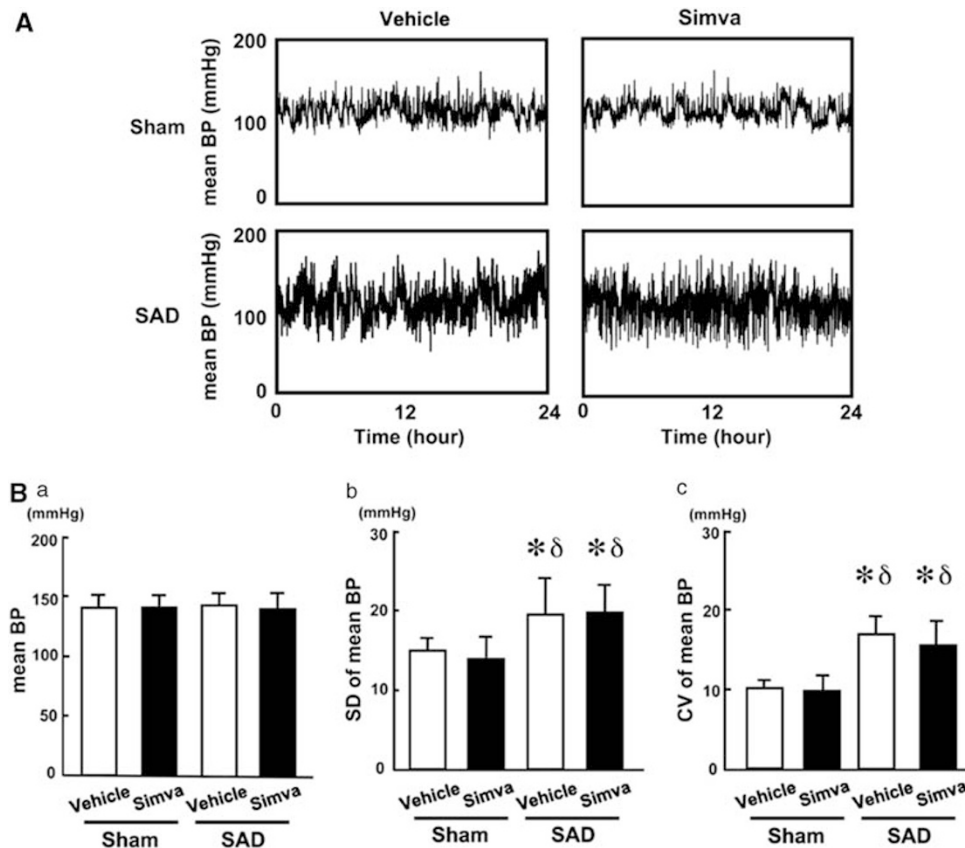 A
Vehicle
Simva
Sham
mean BP (mmHg)
200
100
0
SAD
mean BP (mmHg)
200
100
0
0 12 24
Time (hour)
0 12 24
Time (hour)
B a
(mmHg)
mean BP
200
150
100
50
0
Vehicle Simva Vehicle Simva
Sham SAD
b
(mmHg)
SD of mean BP
30
20
10
0
*δ *δ
Vehicle Simva Vehicle Simva
Sham SAD
c
(mmHg)
CV of mean BP
30
20
10
0
*δ *δ
Vehicle Simva Vehicle Simva
Sham SAD